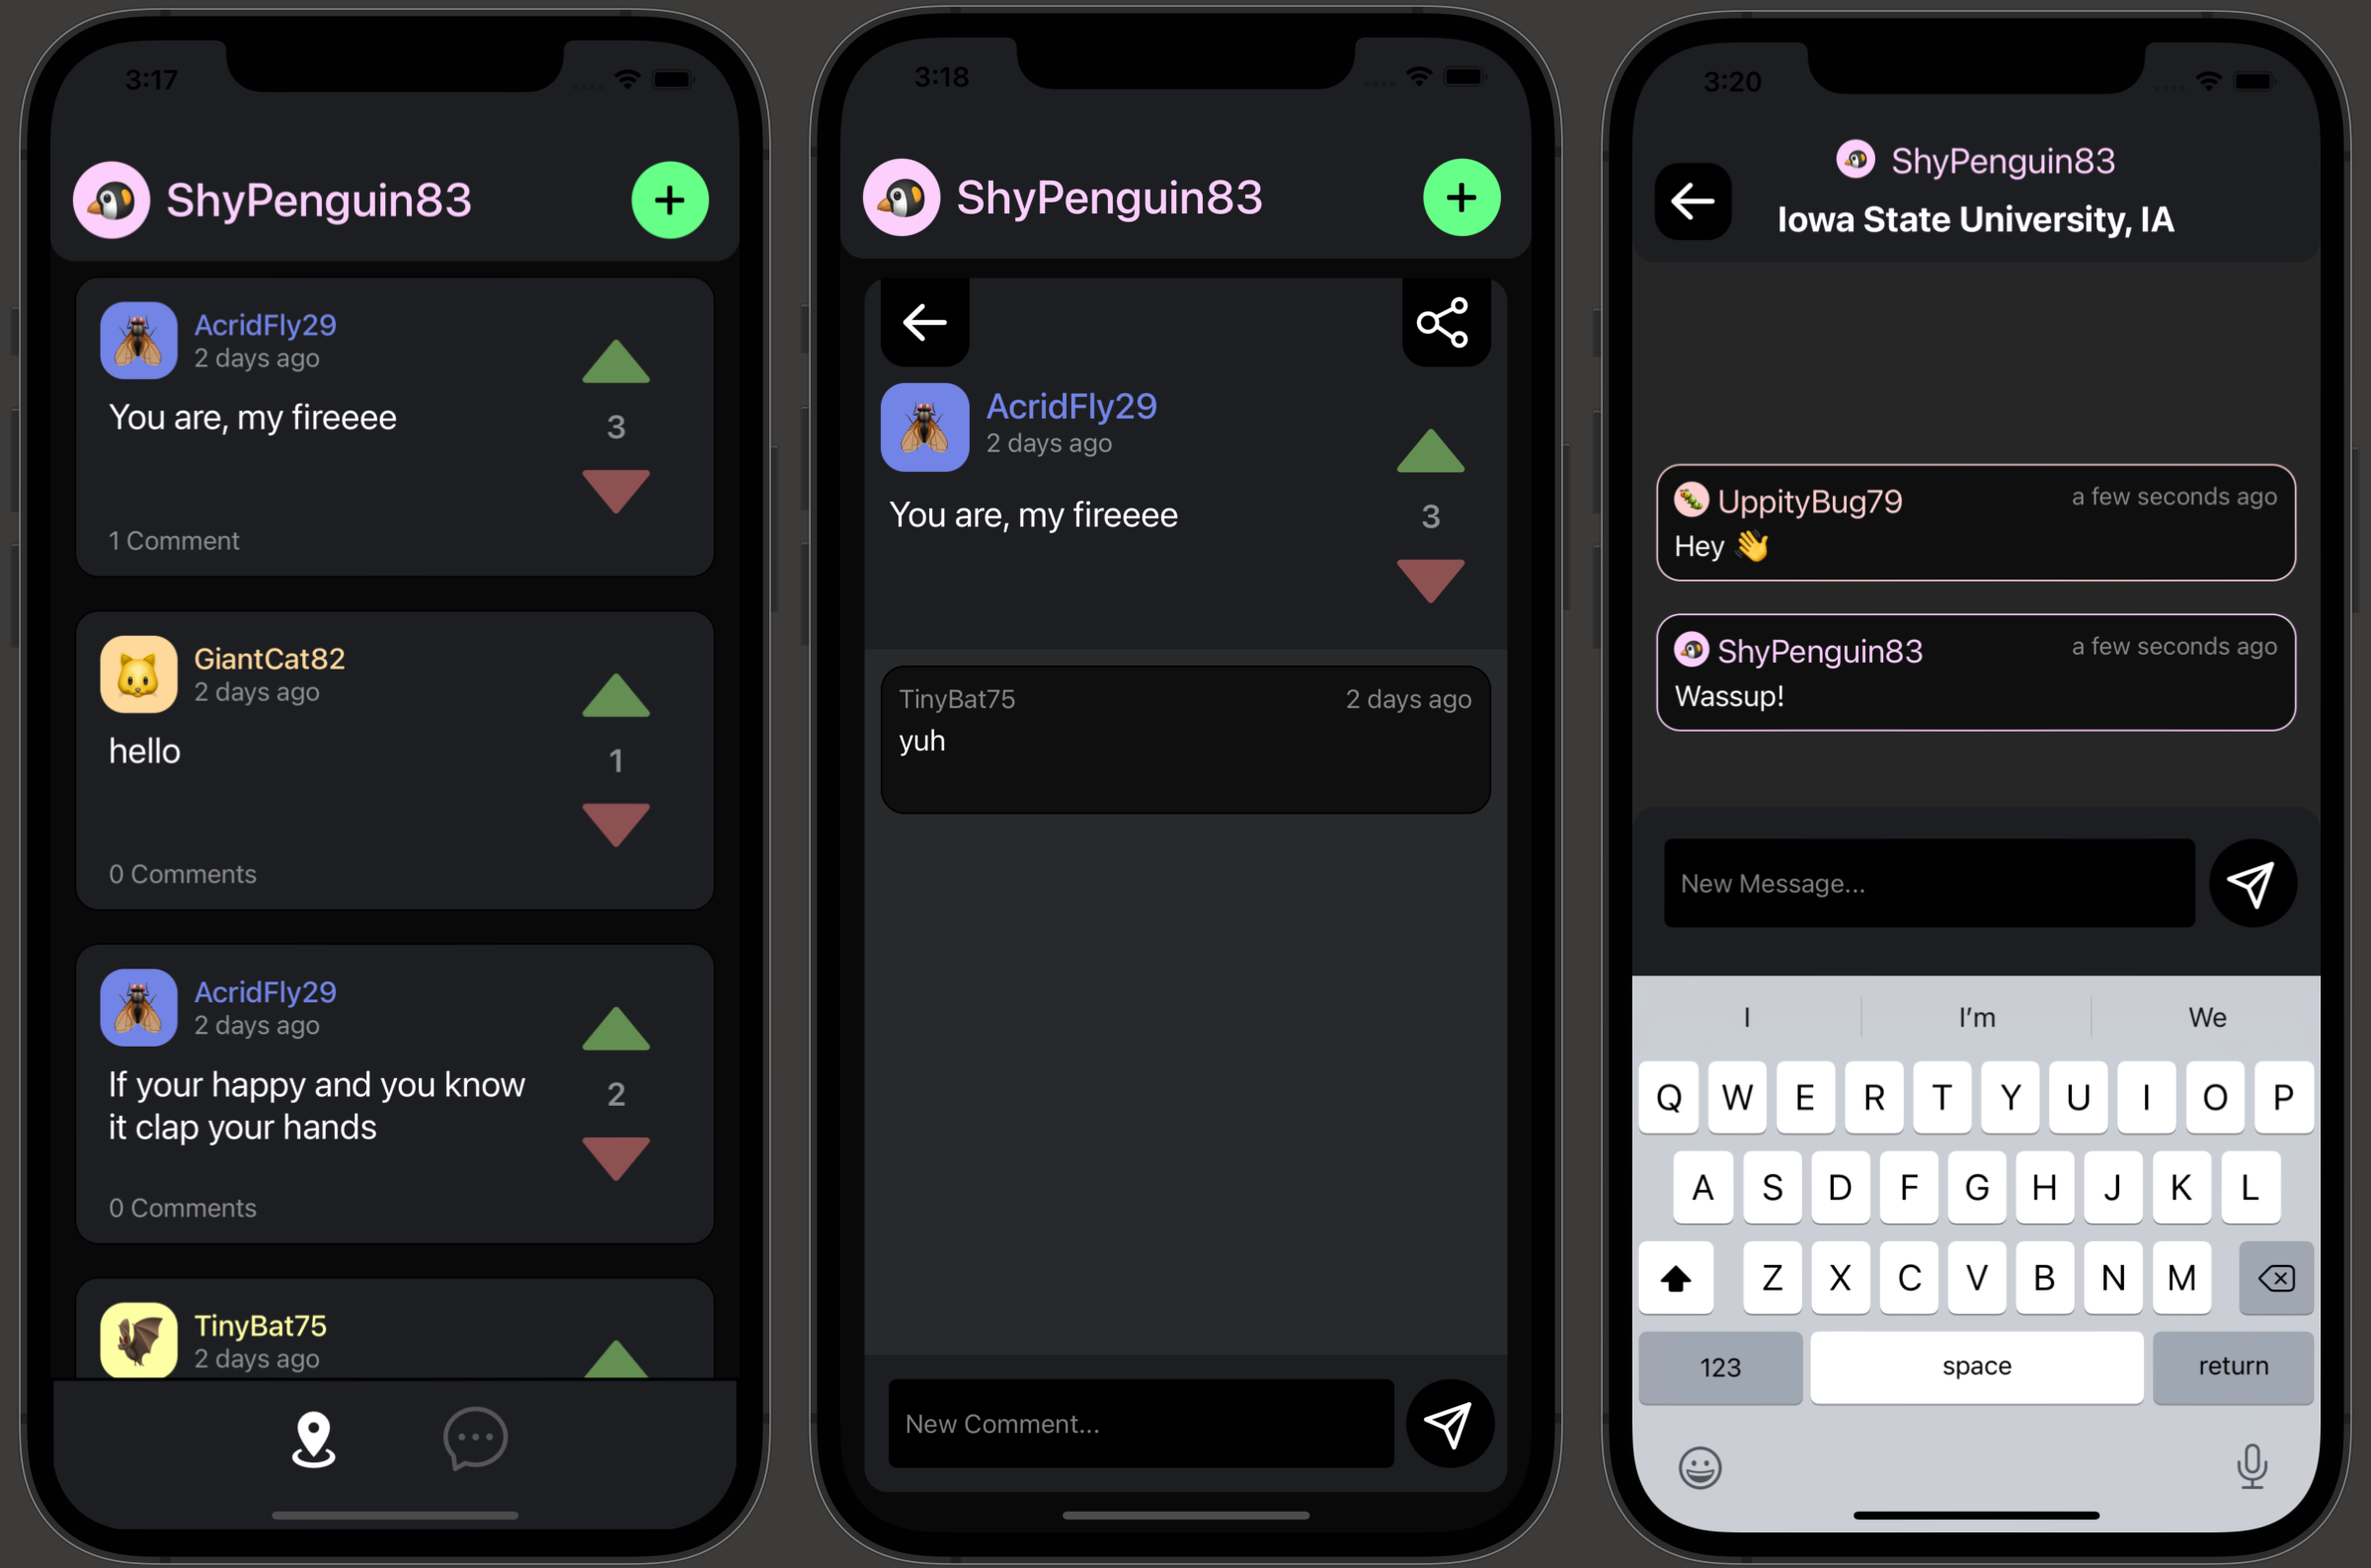 3:17
ShyPenguin83
AcridFly29
2 days ago
You are, my fireeee
3
1 Comment
GiantCat82
2 days ago
hello
1
0 Comments
AcridFly29
2 days ago
If your happy and you know
it clap your hands
2
0 Comments
TinyBat75
2 days ago
3:18
ShyPenguin83
AcridFly29
2 days ago
You are, my fireeee
3
TinyBat75 2 days ago
yuh
New Comment...
3:20
ShyPenguin83
Iowa State University, IA
UppityBug79 a few seconds ago
Hey 👋
ShyPenguin83 a few seconds ago
Wassup!
New Message...
I I'm We
Q W E R T Y U I O P
A S D F G H J K L
Z X C V B N M
123 space return